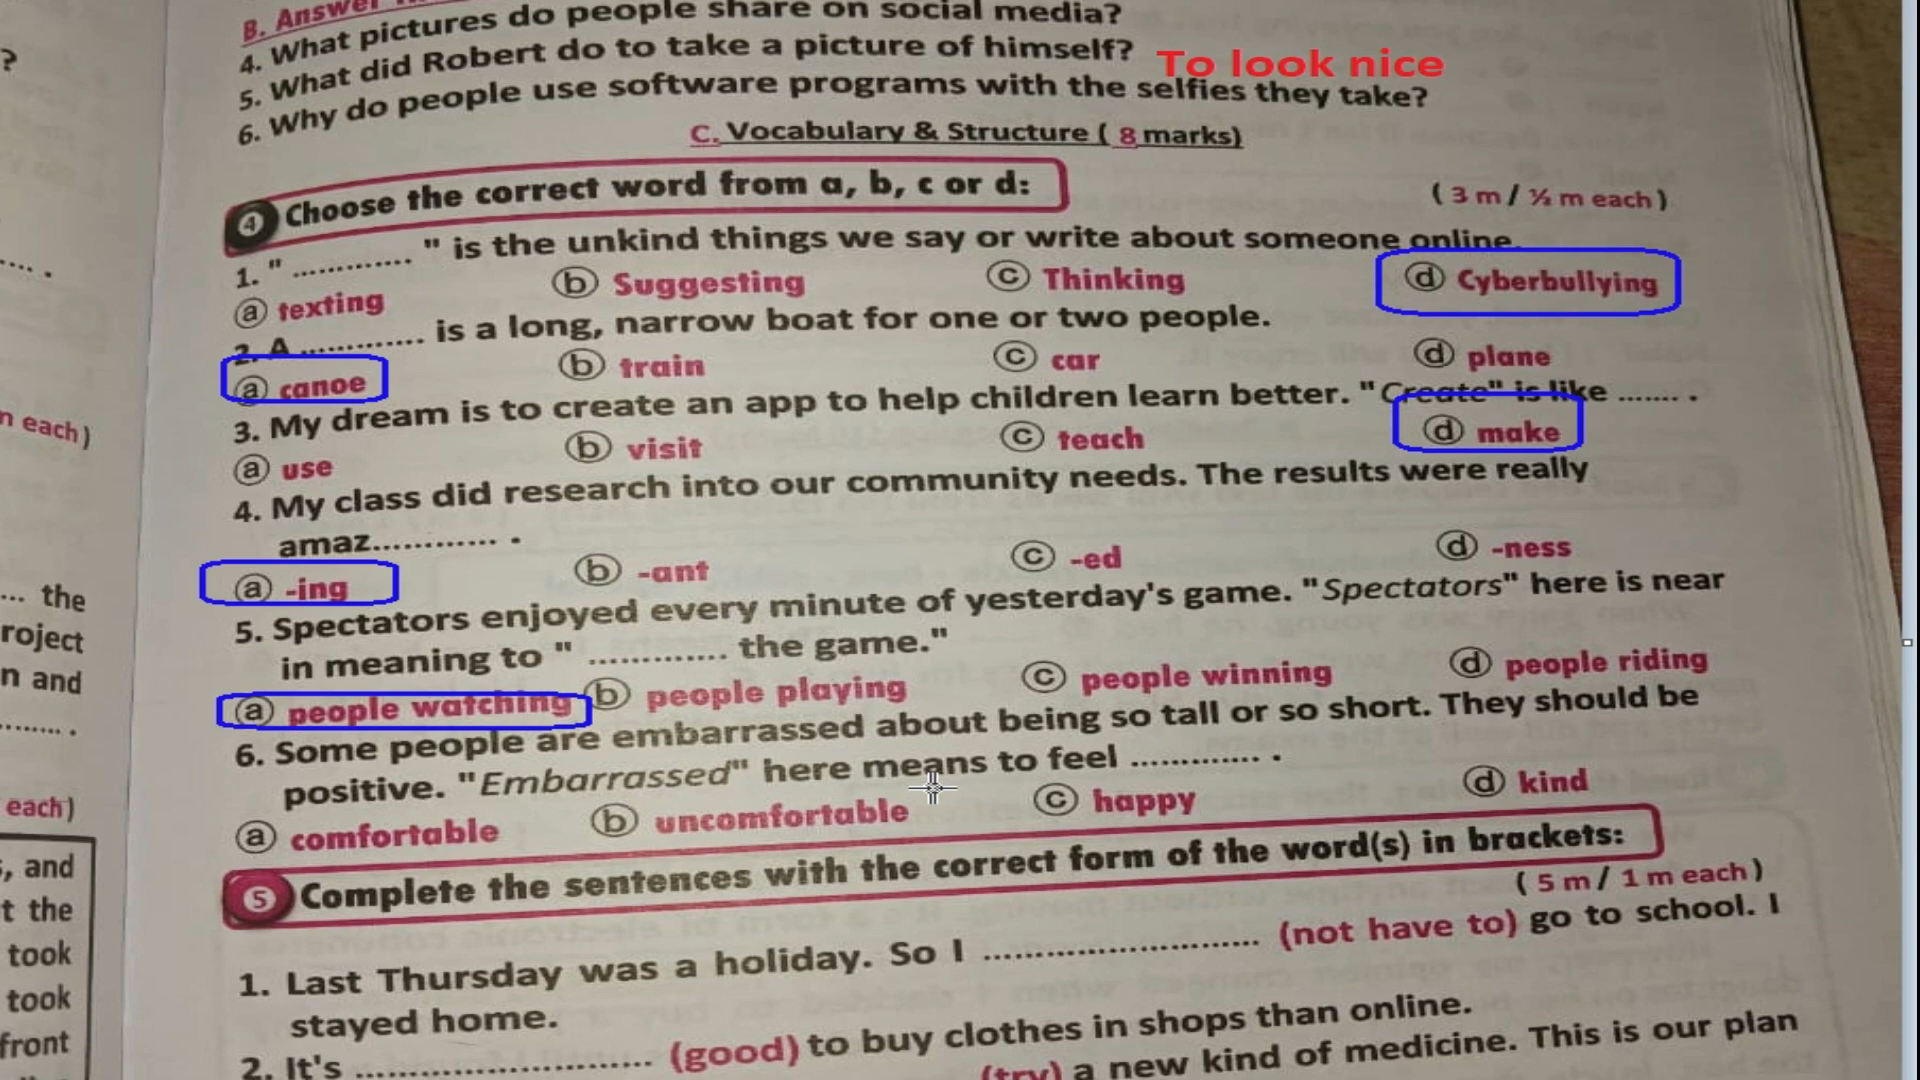 B. Answer
4. What pictures do people share on social media?
5. What did Robert do to take a picture of himself?
To look nice
6. Why do people use software programs with the selfies they take?
C. Vocabulary & Structure ( 8 marks)
4 Choose the correct word from a, b, c or d:
( 3 m / ½ m each )
1. " ............. " is the unkind things we say or write about someone online.
a texting b Suggesting c Thinking d Cyberbullying
2. A ............. is a long, narrow boat for one or two people.
a canoe b train c car d plane
3. My dream is to create an app to help children learn better. "Create" is like ....... .
a use b visit c teach d make
4. My class did research into our community needs. The results were really
amaz............. .
a -ing b -ant c -ed d -ness
5. Spectators enjoyed every minute of yesterday's game. "Spectators" here is near
in meaning to " .............. the game."
a people watching b people playing c people winning d people riding
6. Some people are embarrassed about being so tall or so short. They should be
positive. "Embarrassed" here means to feel ............. .
a comfortable b uncomfortable c happy d kind
5 Complete the sentences with the correct form of the word(s) in brackets:
( 5 m / 1 m each )
1. Last Thursday was a holiday. So I .......................... (not have to) go to school. I
stayed home.
2. It's ............................ (good) to buy clothes in shops than online.
(try) a new kind of medicine. This is our plan
?
.... .
n each)
... the
roject
n and
....... .
each)
, and
t the
took
took
front